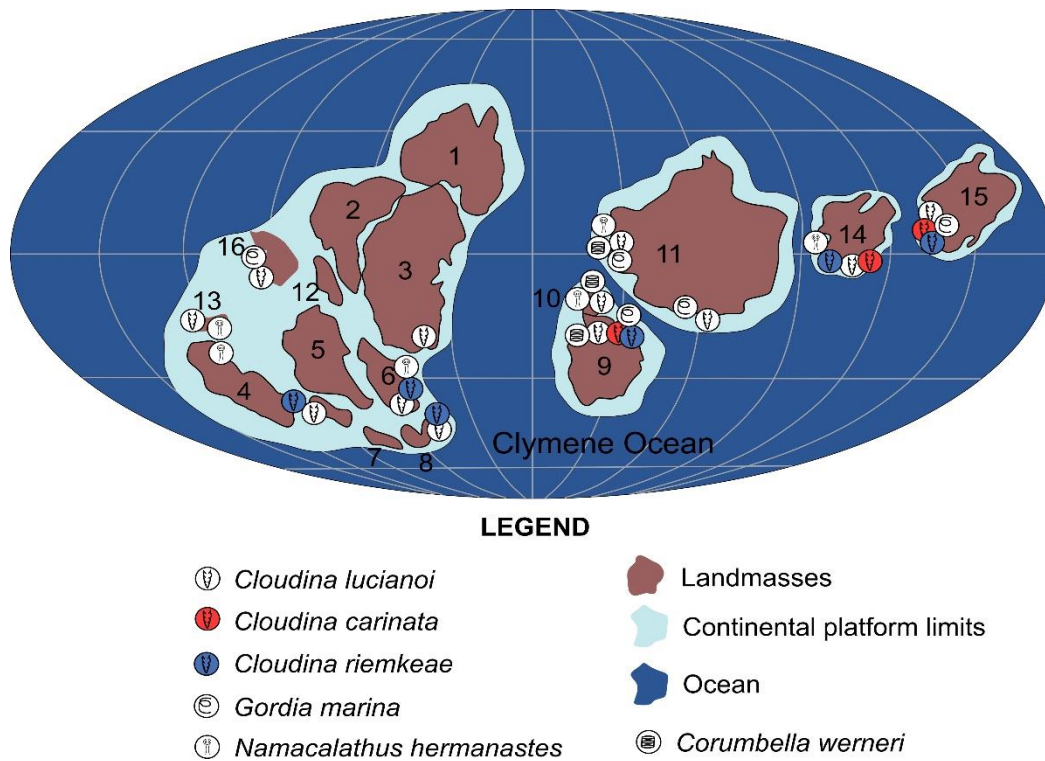 1
2
15
14
16
3
11
12
10
13
5
6
9
4
Clymene Ocean
7
8
LEGEND
Cloudina lucianoi
Cloudina carinata
Cloudina riemkeae
Gordia marina
Namacalathus hermanastes
Landmasses
Continental platform limits
Ocean
Corumbella werneri